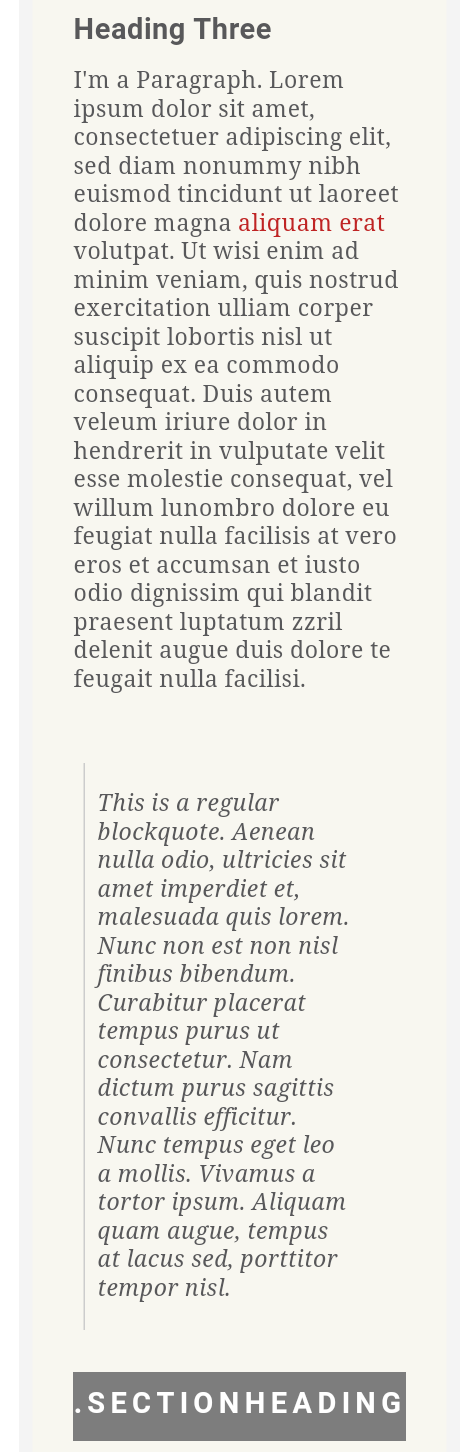 Heading Three
I'm a Paragraph. Lorem
ipsum dolor sit amet,
consectetuer adipiscing elit,
sed diam nonummy nibh
euismod tincidunt ut laoreet
dolore magna aliquam erat
volutpat. Ut wisi enim ad
minim veniam, quis nostrud
exercitation ulliam corper
suscipit lobortis nisl ut
aliquip ex ea commodo
consequat. Duis autem
veleum iriure dolor in
hendrerit in vulputate velit
esse molestie consequat, vel
willum lunombro dolore eu
feugiat nulla facilisis at vero
eros et accumsan et iusto
odio dignissim qui blandit
praesent luptatum zzril
delenit augue duis dolore te
feugait nulla facilisi.
This is a regular
blockquote. Aenean
nulla odio, ultricies sit
amet imperdiet et,
malesuada quis lorem.
Nunc non est non nisl
finibus bibendum.
Curabitur placerat
tempus purus ut
consectetur. Nam
dictum purus sagittis
convallis efficitur.
Nunc tempus eget leo
a mollis. Vivamus a
tortor ipsum. Aliquam
quam augue, tempus
at lacus sed, porttitor
tempor nisl.
.SECTIONHEADING